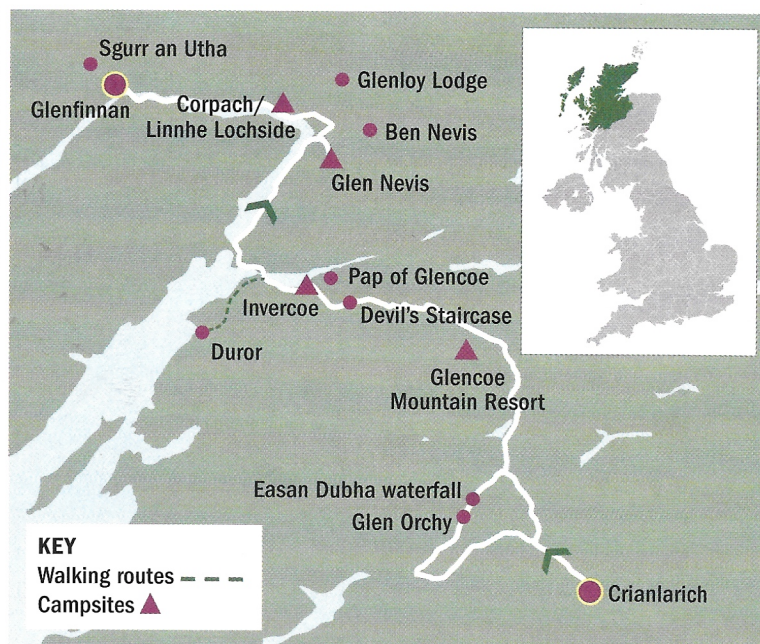 Sgurr an Utha
Glenfinnan
Corpach/
Linnhe Lochside
Glenloy Lodge
Ben Nevis
Glen Nevis
Pap of Glencoe
Invercoe
Devil's Staircase
Duror
Glencoe
Mountain Resort
Easan Dubha waterfall
Glen Orchy
Crianlarich
KEY
Walking routes
Campsites